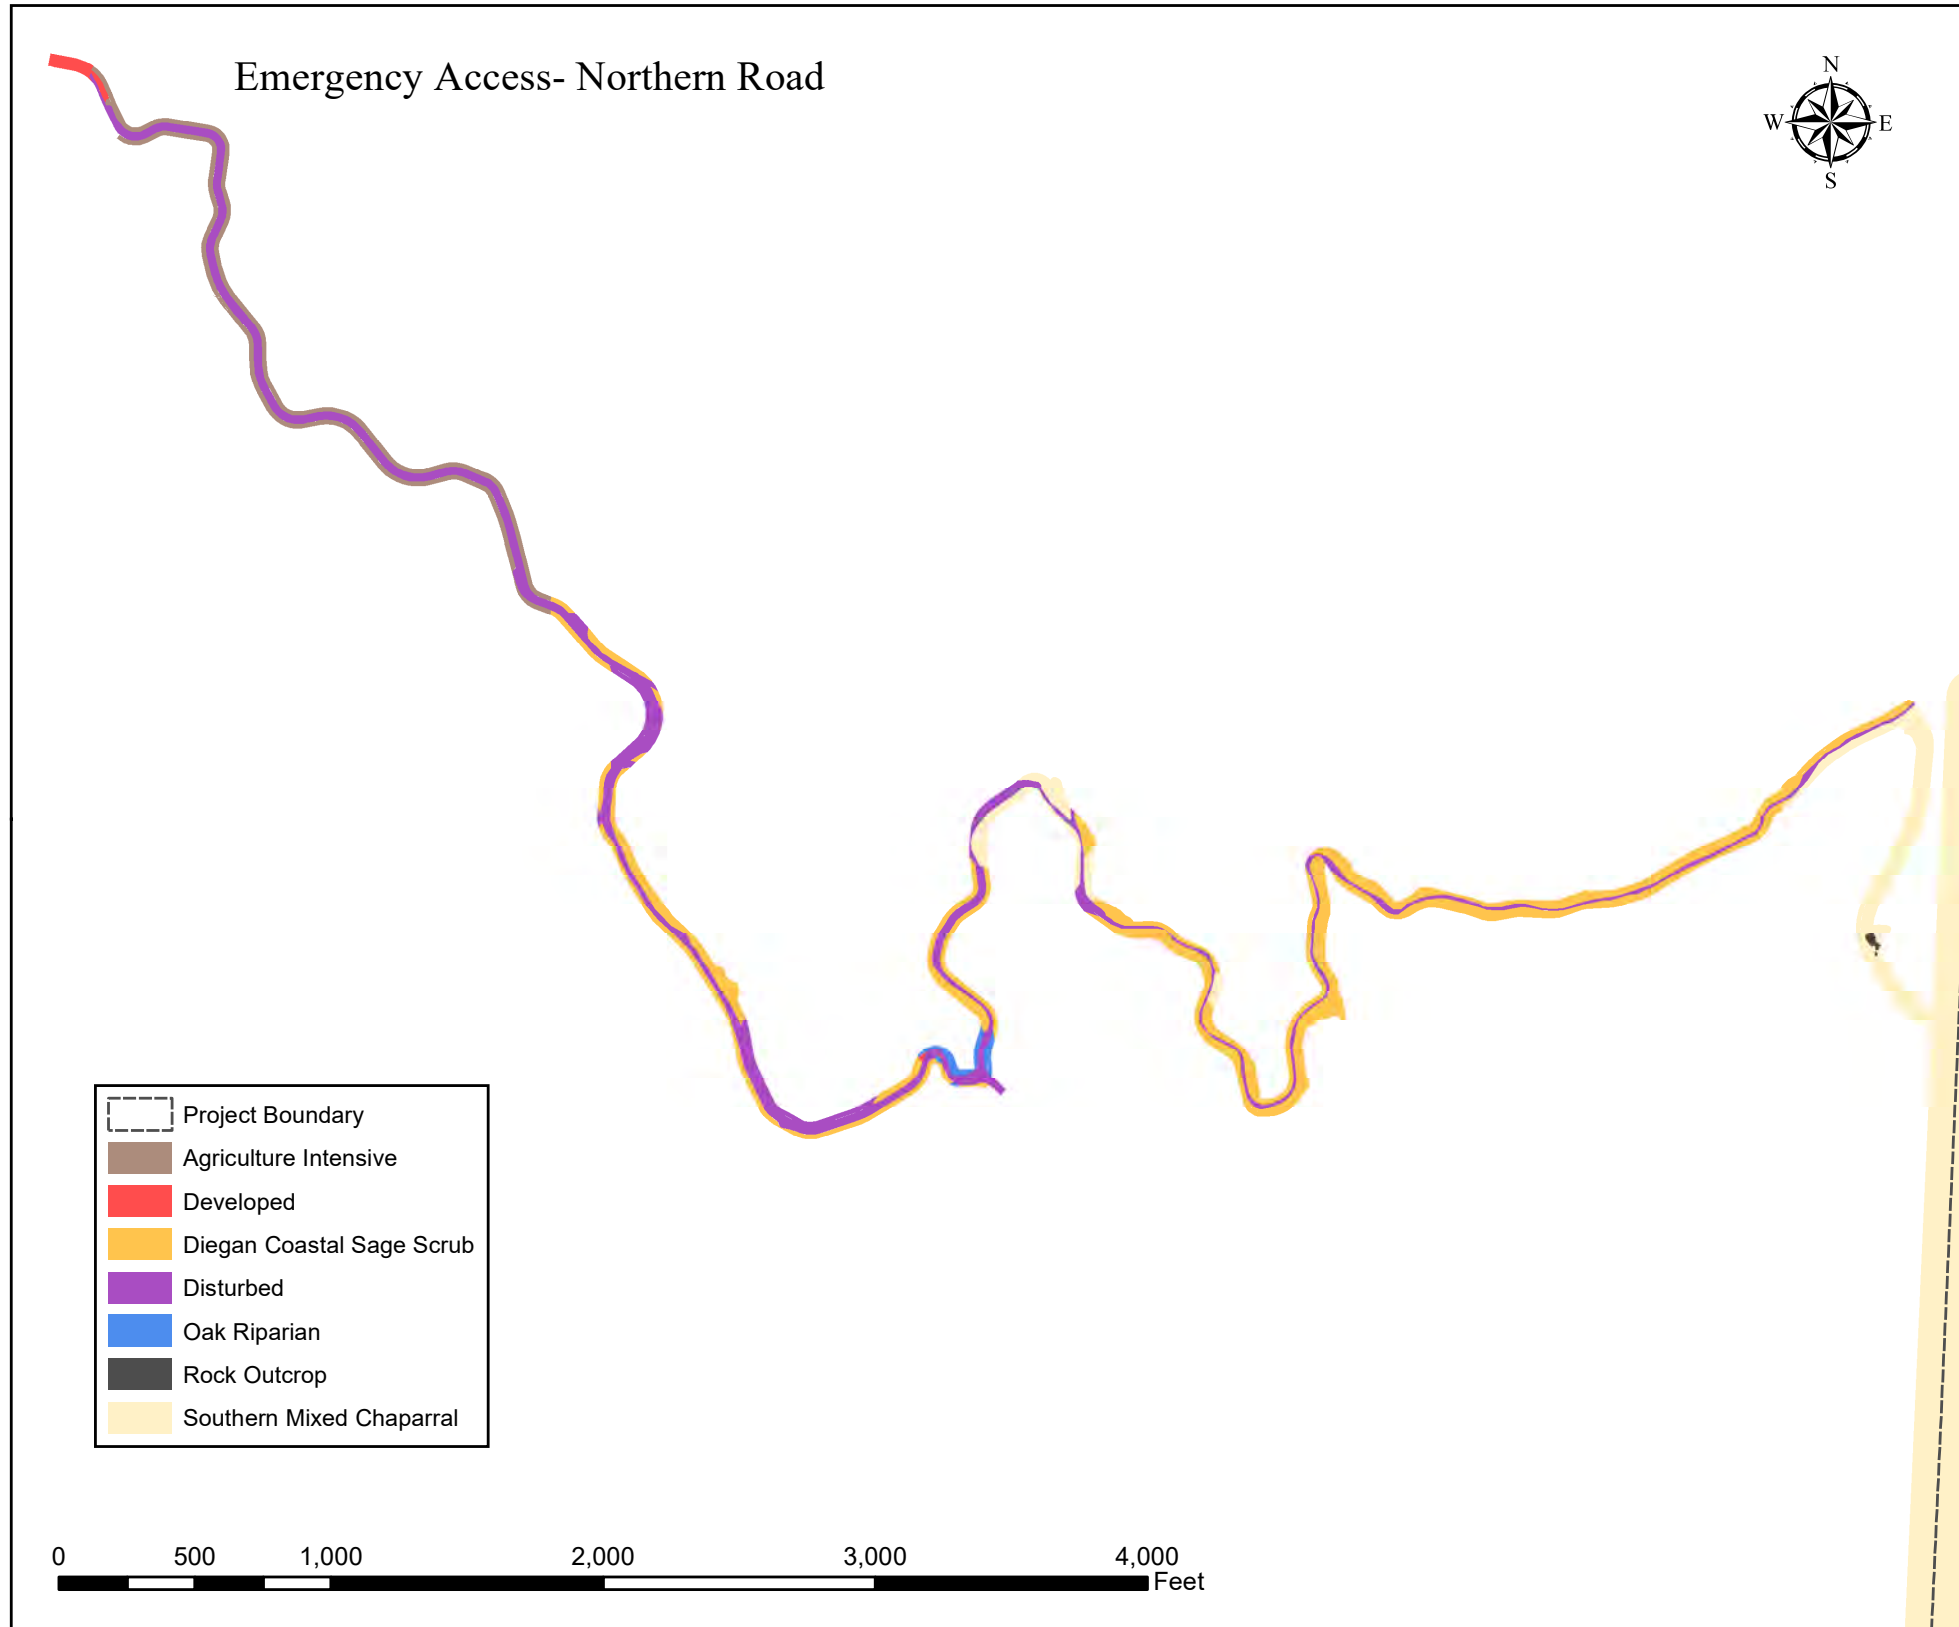 Emergency Access- Northern Road
N
W
E
S
Project Boundary
Agriculture Intensive
Developed
Diegan Coastal Sage Scrub
Disturbed
Oak Riparian
Rock Outcrop
Southern Mixed Chaparral
0 500 1,000 2,000 3,000 4,000
Feet